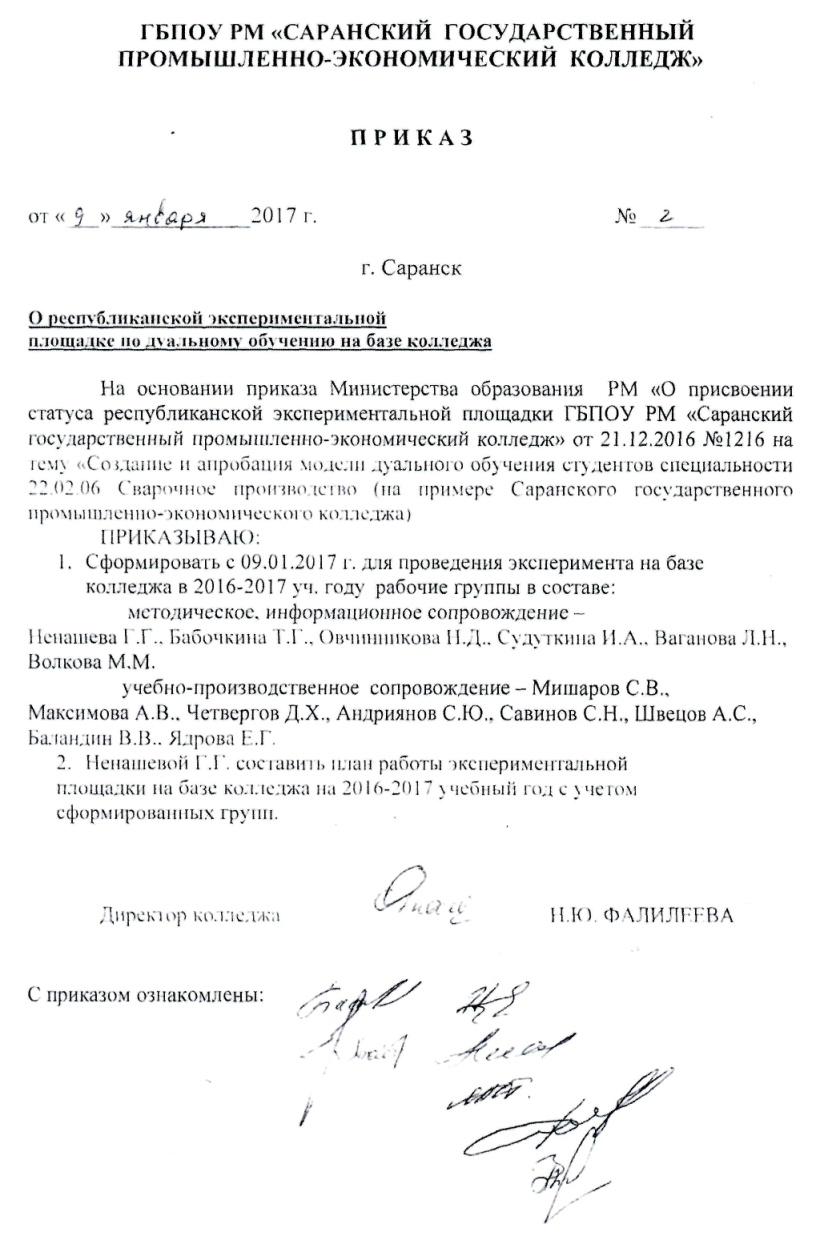 ГБПОУ РМ «САРАНСКИЙ ГОСУДАРСТВЕННЫЙ
ПРОМЫШЛЕННО-ЭКОНОМИЧЕСКИЙ КОЛЛЕДЖ»
П Р И К А З
от « 9 » января 2017 г. № 2
г. Саранск
О республиканской экспериментальной
площадке по дуальному обучению на базе колледжа
На основании приказа Министерства образования РМ «О присвоении
статуса республиканской экспериментальной площадки ГБПОУ РМ «Саранский
государственный промышленно-экономический колледж» от 21.12.2016 №1216 на
тему «Создание и апробация модели дуального обучения студентов специальности
22.02.06 Сварочное производство (на примере Саранского государственного
промышленно-экономического колледжа)
ПРИКАЗЫВАЮ:
1. Сформировать с 09.01.2017 г. для проведения эксперимента на базе
колледжа в 2016-2017 уч. году рабочие группы в составе:
методическое, информационное сопровождение –
Ненашева Г.Г., Бабочкина Т.Г., Овчинникова Н.Д., Судуткина И.А., Ваганова Л.Н.,
Волкова М.М.
учебно-производственное сопровождение – Мишаров С.В.,
Максимова А.В., Четвергов Д.Х., Андриянов С.Ю., Савинов С.Н., Швецов А.С.,
Баландин В.В., Ядрова Е.Г.
2. Ненашевой Г.Г. составить план работы экспериментальной
площадки на базе колледжа на 2016-2017 учебный год с учетом
сформированных групп.
Директор колледжа Н.Ю. ФАЛИЛЕЕВА
С приказом ознакомлены: